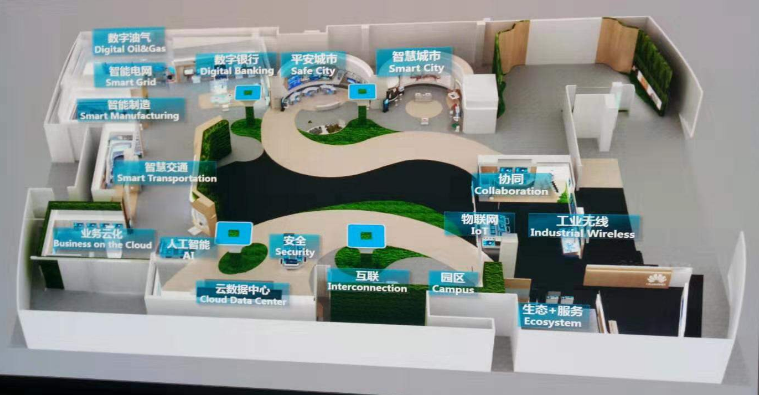 数字油气
Digital Oil&Gas
智能电网
Smart Grid
智能制造
Smart Manufacturing
数字银行
Digital Banking
平安城市
Safe City
智慧城市
Smart City
智慧交通
Smart Transportation
协同
Collaboration
业务云化
Business on the Cloud
人工智能
AI
安全
Security
物联网
IoT
工业无线
Industrial Wireless
云数据中心
Cloud Data Center
互联
Interconnection
园区
Campus
生态+服务
Ecosystem